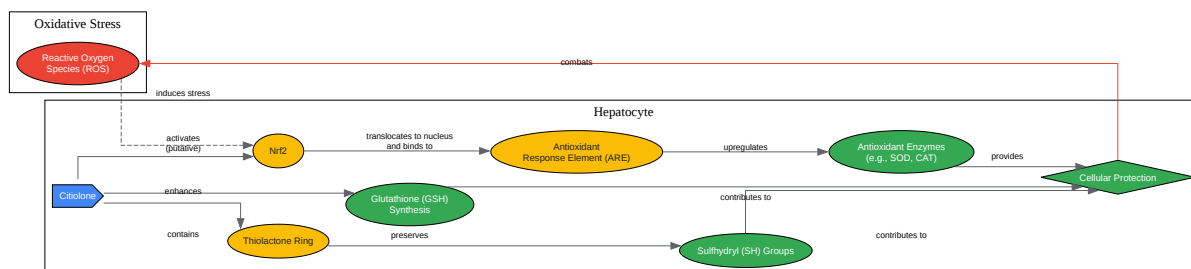 Oxidative Stress
Reactive Oxygen
Species (ROS)
combats
induces stress
Hepatocyte
activates
(putative)
Nrf2
translocates to nucleus
and binds to
Antioxidant
Response Element (ARE)
upregulates
Antioxidant Enzymes
(e.g., SOD, CAT)
provides
Cellular Protection
Citiolone
enhances
Glutathione (GSH)
Synthesis
contributes to
contains
Thiolactone Ring
preserves
Sulfhydryl (SH) Groups
contributes to